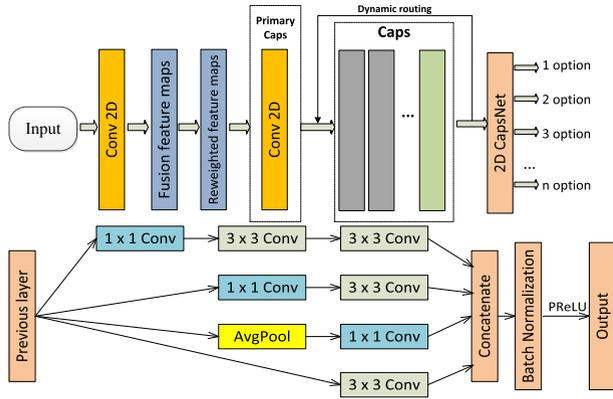 Dynamic routing
Primary
Caps
Caps
Input
Conv 2D
Fusion feature maps
Reweighted feature maps
Conv 2D
...
2D CapsNet
1 option
2 option
3 option
...
n option
Previous layer
1 x 1 Conv
3 x 3 Conv
3 x 3 Conv
1 x 1 Conv
3 x 3 Conv
AvgPool
1 x 1 Conv
3 x 3 Conv
Concatenate
Batch Normalization
PReLU
Output